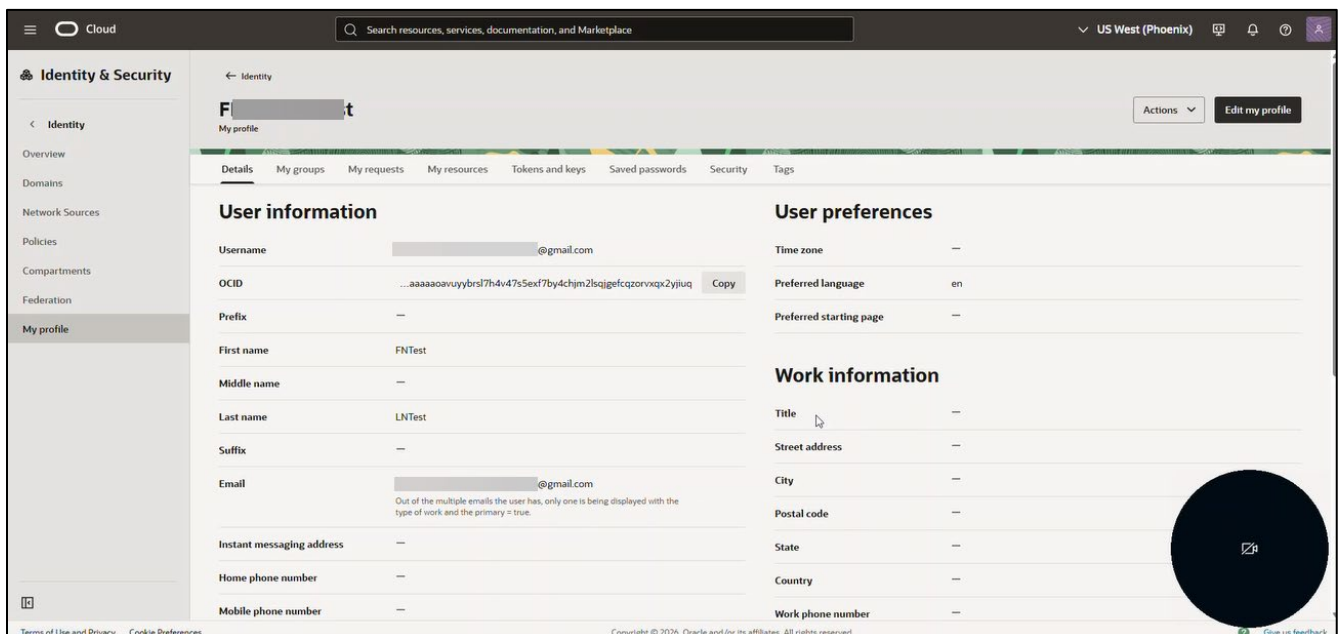 Cloud
Search resources, services, documentation, and Marketplace
US West (Phoenix)
Identity & Security
Identity
Overview
Domains
Network Sources
Policies
Compartments
Federation
My profile
← Identity
My profile
Actions
Edit my profile
Details My groups My requests My resources Tokens and keys Saved passwords Security Tags
User information
Username @gmail.com
OCID ...aaaaaoavuyybrsl7h4v47s5exf7by4chjm2lsqjgefcqzorvxqx2yjiuq Copy
Prefix —
First name FNTest
Middle name —
Last name LNTest
Suffix —
Email @gmail.com
Out of the multiple emails the user has, only one is being displayed with the
type of work and the primary = true.
Instant messaging address —
Home phone number —
Mobile phone number —
User preferences
Time zone —
Preferred language en
Preferred starting page —
Work information
Title —
Street address —
City —
Postal code —
State —
Country —
Work phone number —
Terms of Use and Privacy Cookie Preferences
Copyright © 2026, Oracle and/or its affiliates. All rights reserved.
Give us feedback